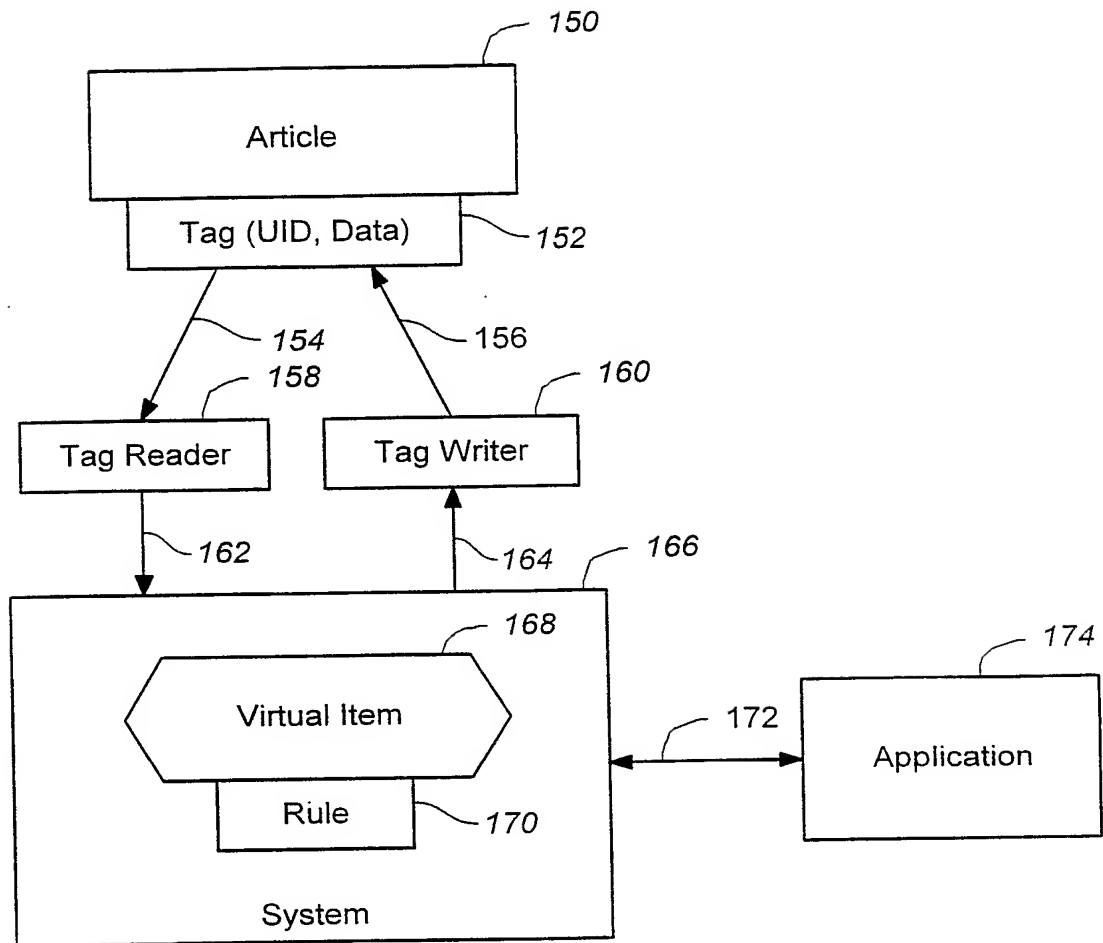 150
Article
Tag (UID, Data)
152
154
156
158
160
Tag Reader
Tag Writer
162
164
166
168
174
Virtual Item
172
Application
Rule
170
System